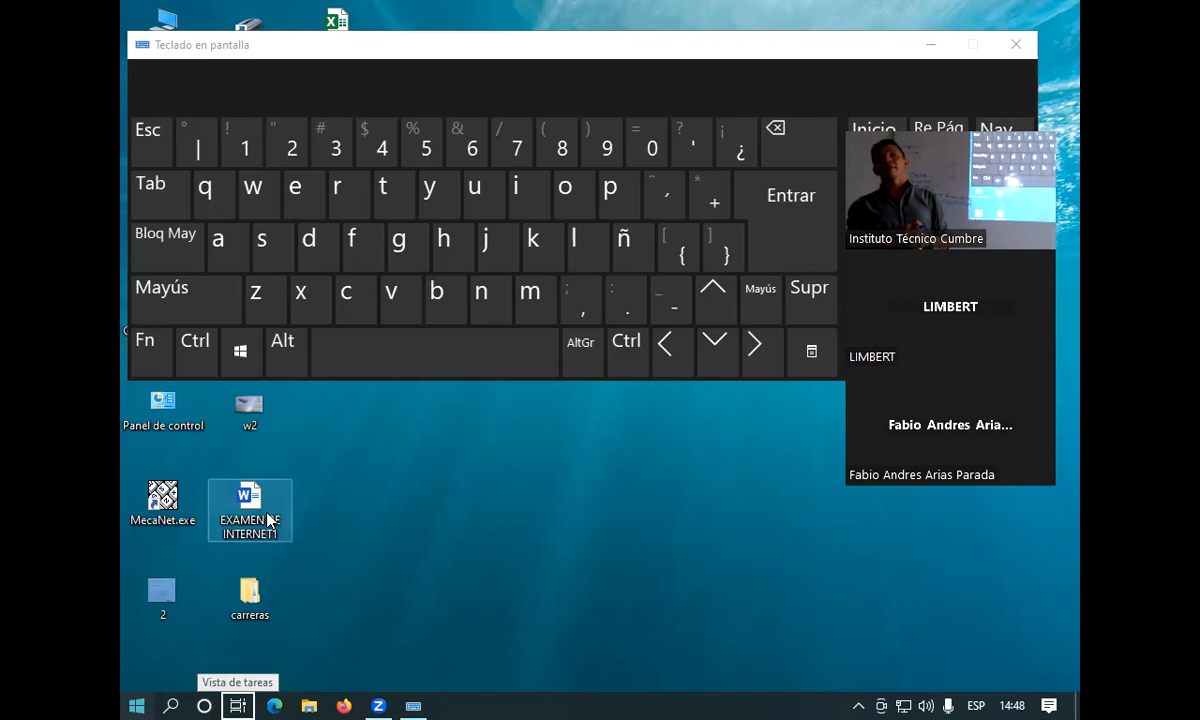 Teclado en pantalla
Esc ° | ! 1 " 2 # 3 $ 4 % 5 & 6 / 7 ( 8 ) 9 = 0 ? ' ¡ ¿ Inicio Re Pág Nav
Tab q w e r t y u i o p ¨ ´ * + Entrar
Bloq May a s d f g h j k l ñ [ { ] }
Mayús z x c v b n m ; , : . _ - Mayús Supr
Fn Ctrl Alt AltGr Ctrl
Instituto Técnico Cumbre
LIMBERT
LIMBERT
Fabio Andres Aria...
Fabio Andres Arias Parada
Panel de control
w2
MecaNet.exe
EXAMEN DE
INTERNET1
2
carreras
Vista de tareas
ESP 14:48